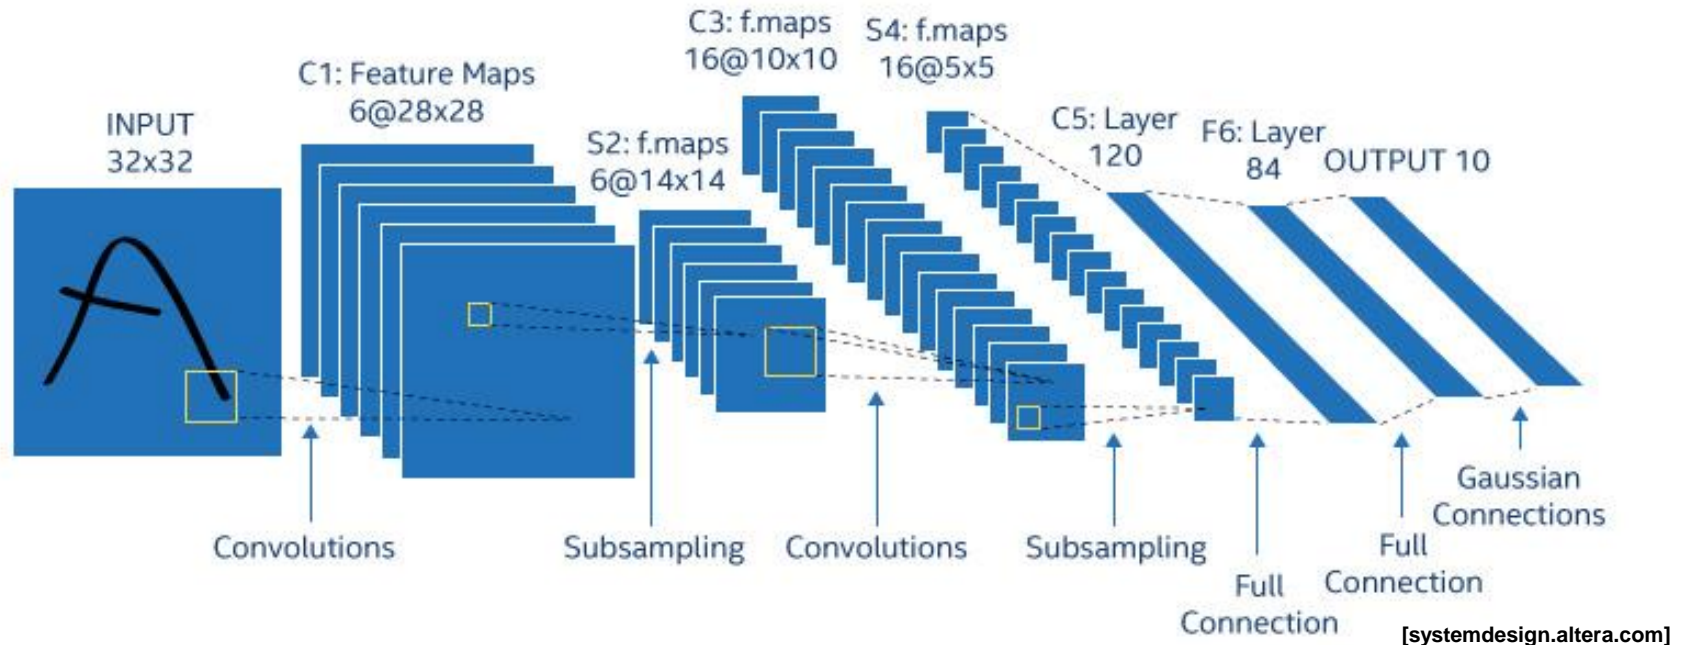 INPUT
32x32
C1: Feature Maps
6@28x28
S2: f.maps
6@14x14
C3: f.maps
16@10x10
S4: f.maps
16@5x5
C5: Layer
120
F6: Layer
84
OUTPUT 10
Convolutions
Subsampling
Convolutions
Subsampling
Full
Connection
Full
Connection
Gaussian
Connections
[systemdesign.altera.com]